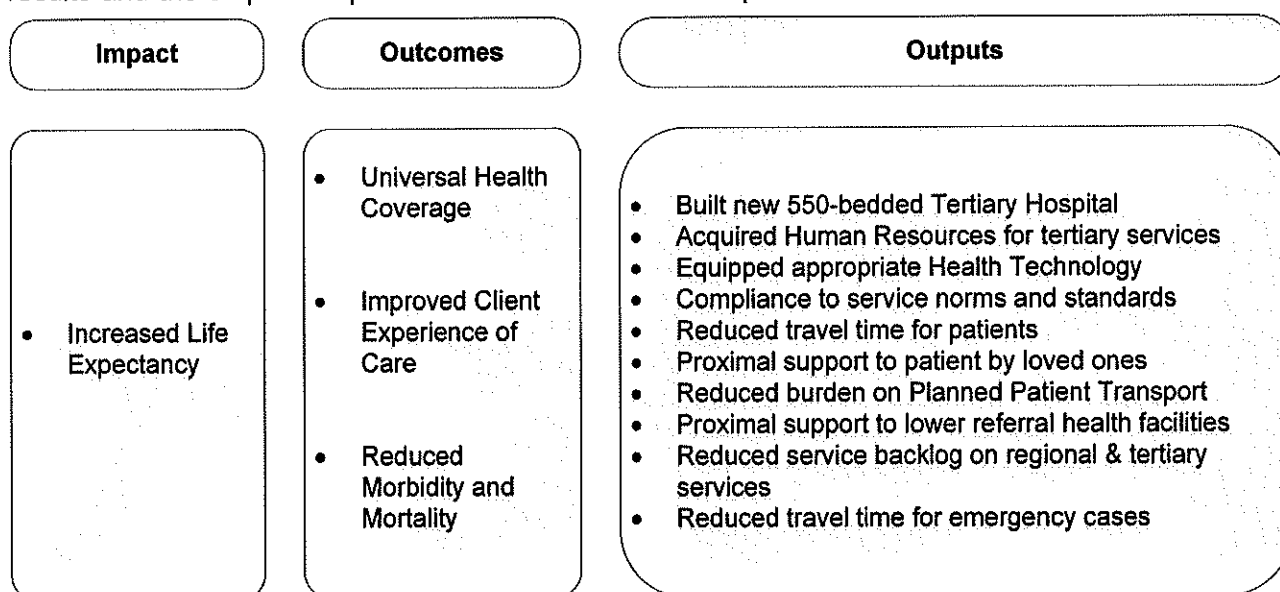 Impact
Outcomes
Outputs
• Increased Life
Expectancy
• Universal Health
Coverage
• Improved Client
Experience of
Care
• Reduced
Morbidity and
Mortality
• Built new 550-bedded Tertiary Hospital
• Acquired Human Resources for tertiary services
• Equipped appropriate Health Technology
• Compliance to service norms and standards
• Reduced travel time for patients
• Proximal support to patient by loved ones
• Reduced burden on Planned Patient Transport
• Proximal support to lower referral health facilities
• Reduced service backlog on regional & tertiary
services
• Reduced travel time for emergency cases